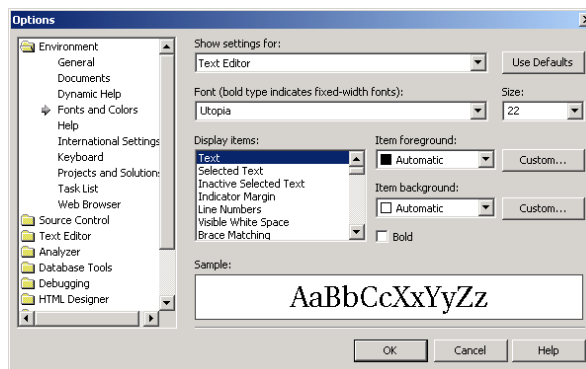 Options
Environment
General
Documents
Dynamic Help
Fonts and Colors
Help
International Settings
Keyboard
Projects and Solutions
Task List
Web Browser
Source Control
Text Editor
Analyzer
Database Tools
Debugging
HTML Designer
Show settings for:
Text Editor
Use Defaults
Font (bold type indicates fixed-width fonts):
Size:
Utopia
22
Display items:
Item foreground:
Text
Selected Text
Inactive Selected Text
Indicator Margin
Line Numbers
Visible White Space
Brace Matching
Automatic
Custom...
Item background:
Automatic
Custom...
Bold
Sample:
AaBbCcXxYyZz
OK
Cancel
Help